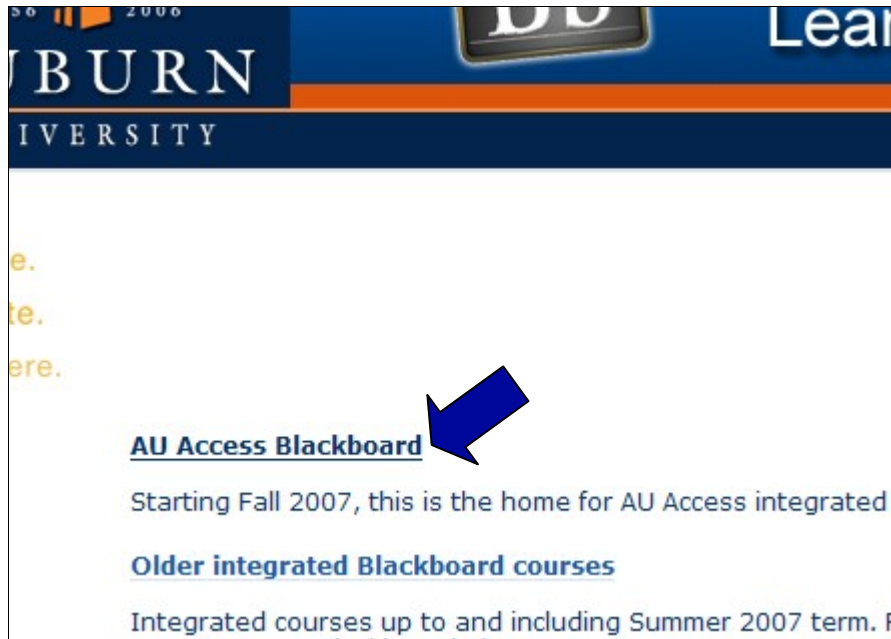 2006
BURN
IVERSITY
Lear
e.
te.
ere.
AU Access Blackboard
Starting Fall 2007, this is the home for AU Access integrated
Older integrated Blackboard courses
Integrated courses up to and including Summer 2007 term.